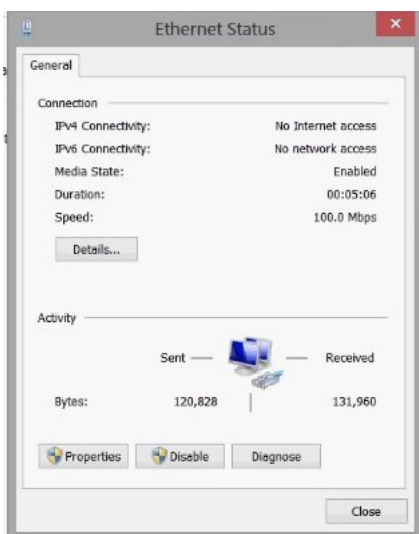 Ethernet Status
General
Connection
IPv4 Connectivity: No Internet access
IPv6 Connectivity: No network access
Media State: Enabled
Duration: 00:05:06
Speed: 100.0 Mbps
Details...
Activity
Sent Received
Bytes: 120,828 131,960
Properties Disable Diagnose
Close